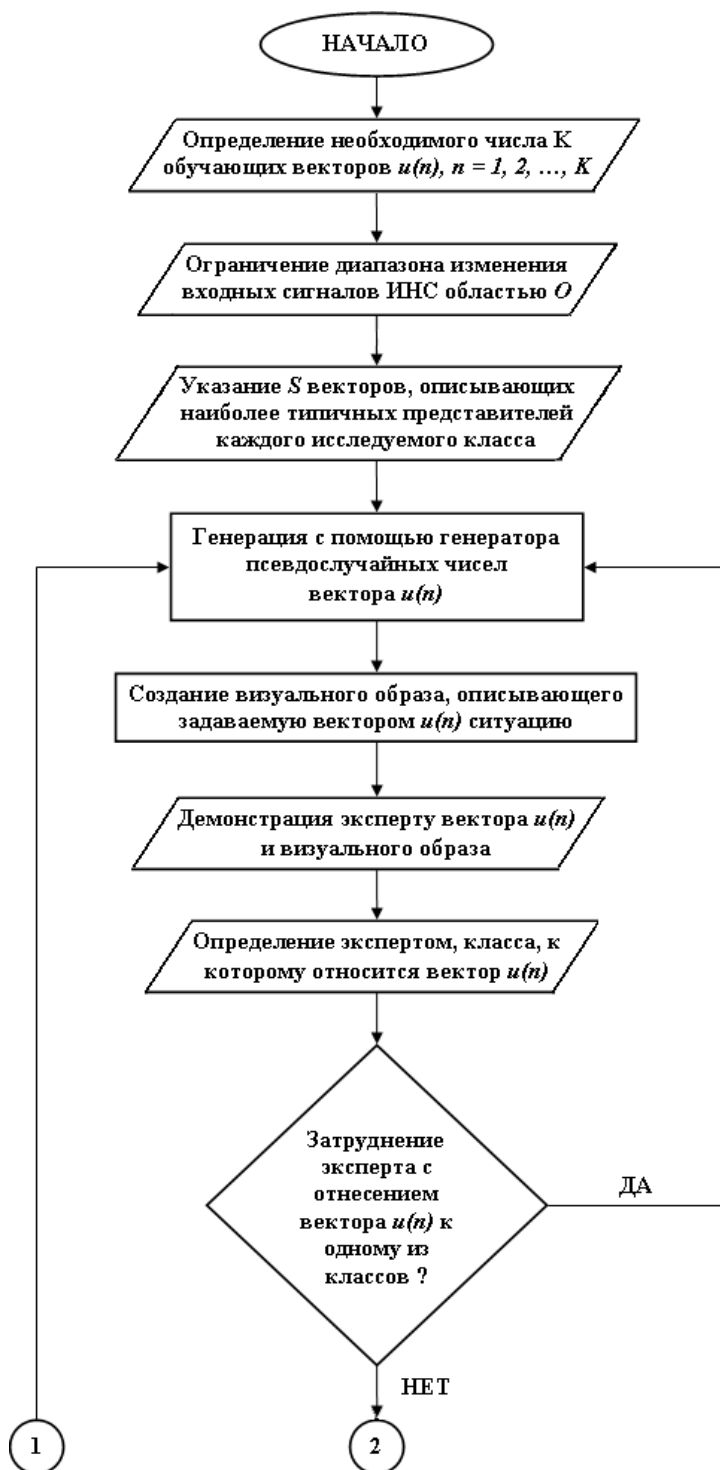 НАЧАЛО
Определение необходимого числа K
обучающих векторов u(n), n = 1, 2, ..., K
Ограничение диапазона изменения
входных сигналов ИНС областью O
Указание S векторов, описывающих
наиболее типичных представителей
каждого исследуемого класса
Генерация с помощью генератора
псевдослучайных чисел
вектора u(n)
Создание визуального образа, описывающего
задаваемую вектором u(n) ситуацию
Демонстрация эксперту вектора u(n)
и визуального образа
Определение экспертом, класса, к
которому относится вектор u(n)
Затруднение
эксперта с
отнесением
вектора u(n) к
одному из
классов ?
ДА
НЕТ
1
2